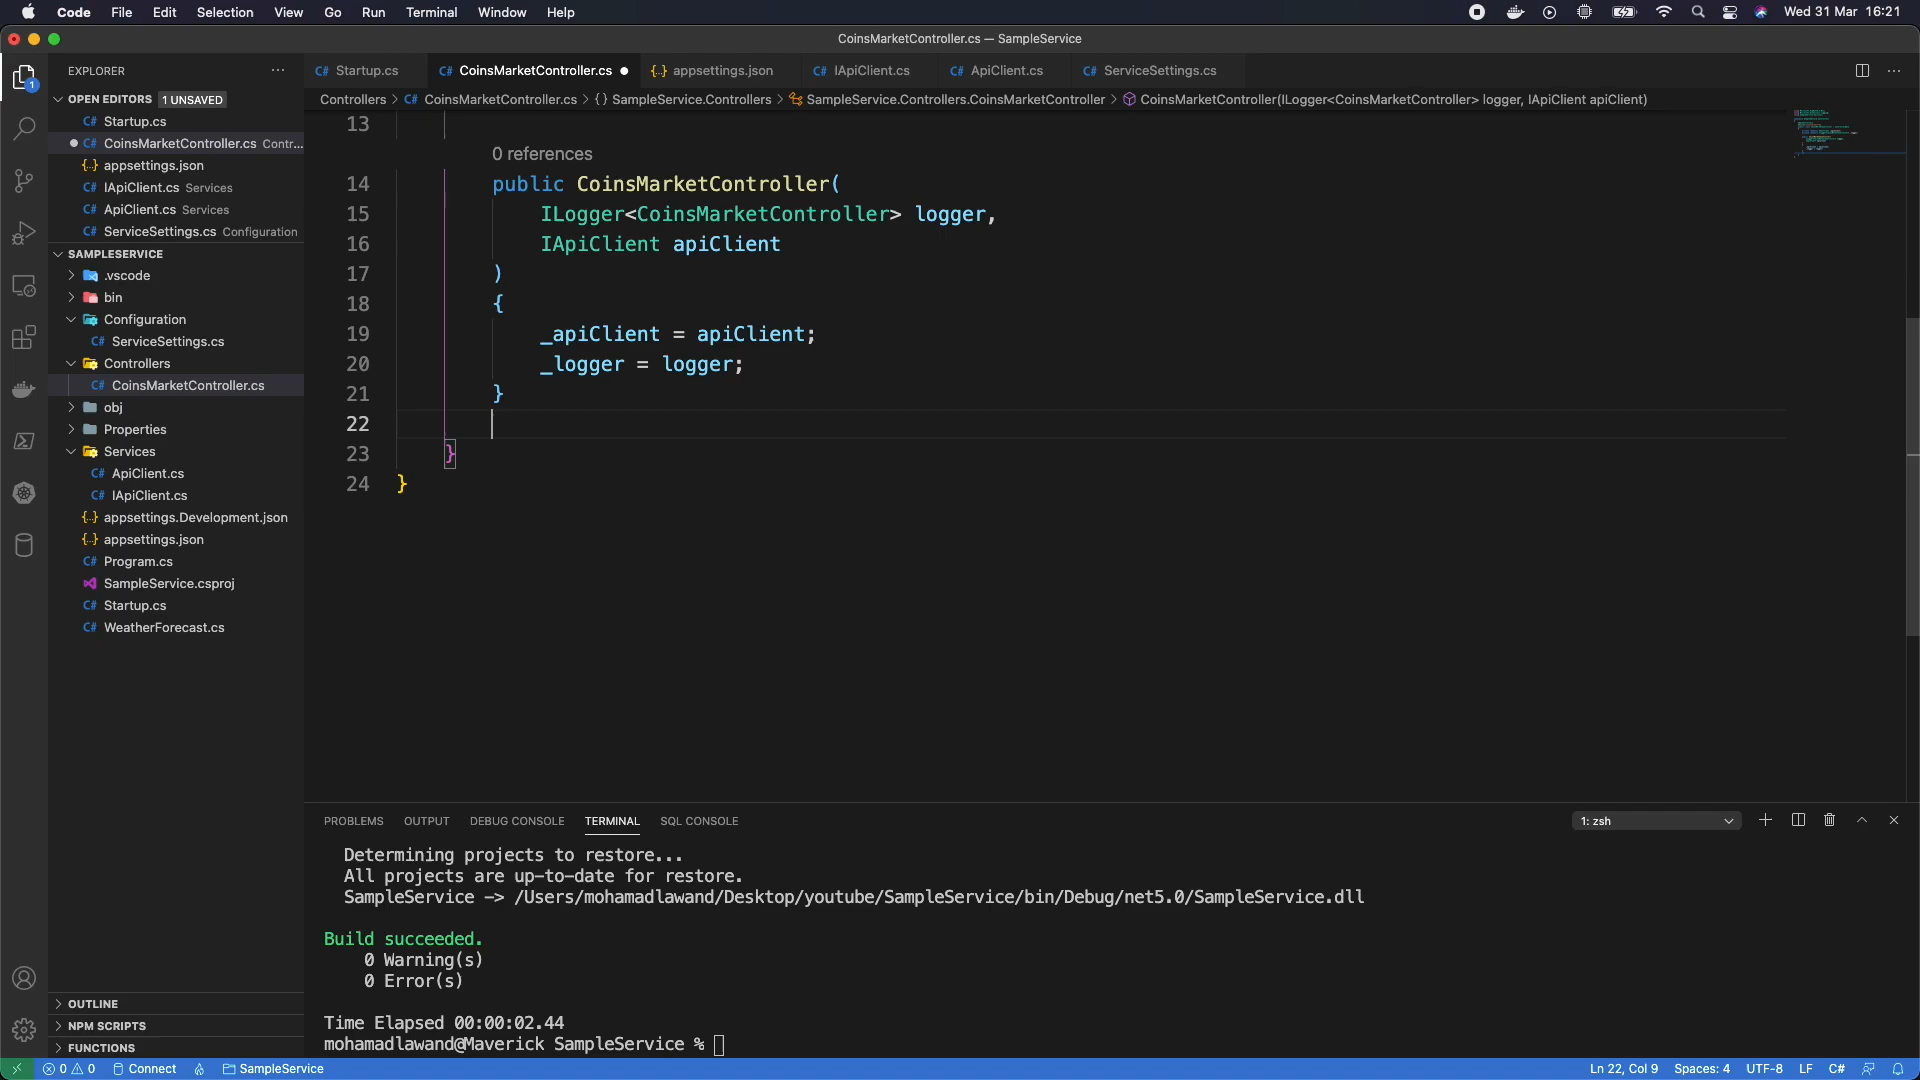 Code File Edit Selection View Go Run Terminal Window Help Wed 31 Mar 16:21
CoinsMarketController.cs — SampleService
EXPLORER
OPEN EDITORS 1 UNSAVED
C# Startup.cs
C# CoinsMarketController.cs Contr...
{..} appsettings.json
C# IApiClient.cs Services
C# ApiClient.cs Services
C# ServiceSettings.cs Configuration
SAMPLESERVICE
.vscode
bin
Configuration
C# ServiceSettings.cs
Controllers
C# CoinsMarketController.cs
obj
Properties
Services
C# ApiClient.cs
C# IApiClient.cs
{..} appsettings.Development.json
{..} appsettings.json
C# Program.cs
SampleService.csproj
C# Startup.cs
C# WeatherForecast.cs
OUTLINE
NPM SCRIPTS
FUNCTIONS
C# Startup.cs C# CoinsMarketController.cs {..} appsettings.json C# IApiClient.cs C# ApiClient.cs C# ServiceSettings.cs
Controllers > C# CoinsMarketController.cs > {} SampleService.Controllers > SampleService.Controllers.CoinsMarketController > CoinsMarketController(ILogger<CoinsMarketController> logger, IApiClient apiClient)
13
0 references
14 public CoinsMarketController(
15 ILogger<CoinsMarketController> logger,
16 IApiClient apiClient
17 )
18 {
19 _apiClient = apiClient;
20 _logger = logger;
21 }
22
23 }
24 }
PROBLEMS OUTPUT DEBUG CONSOLE TERMINAL SQL CONSOLE 1: zsh
Determining projects to restore...
All projects are up-to-date for restore.
SampleService -> /Users/mohamadlawand/Desktop/youtube/SampleService/bin/Debug/net5.0/SampleService.dll
Build succeeded.
0 Warning(s)
0 Error(s)
Time Elapsed 00:00:02.44
mohamadlawand@Maverick SampleService %
0 0 Connect SampleService Ln 22, Col 9 Spaces: 4 UTF-8 LF C#